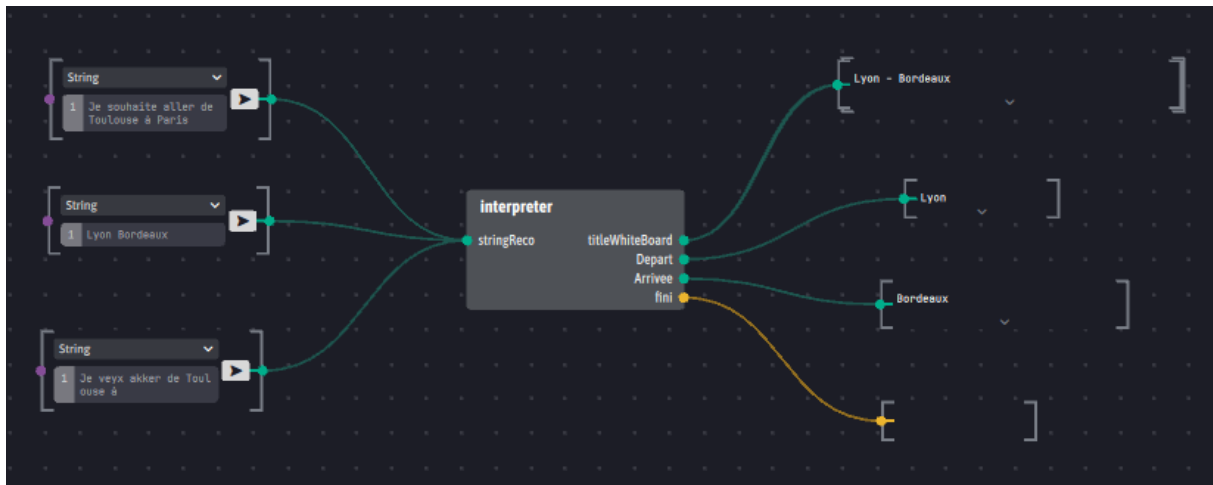 String
1 Je souhaite aller de
Toulouse à Paris
String
1 Lyon Bordeaux
String
1 Je veyx akker de Toul
ouse à
interpreter
stringReco
titleWhiteBoard
Depart
Arrivee
fini
Lyon - Bordeaux
Lyon
Bordeaux